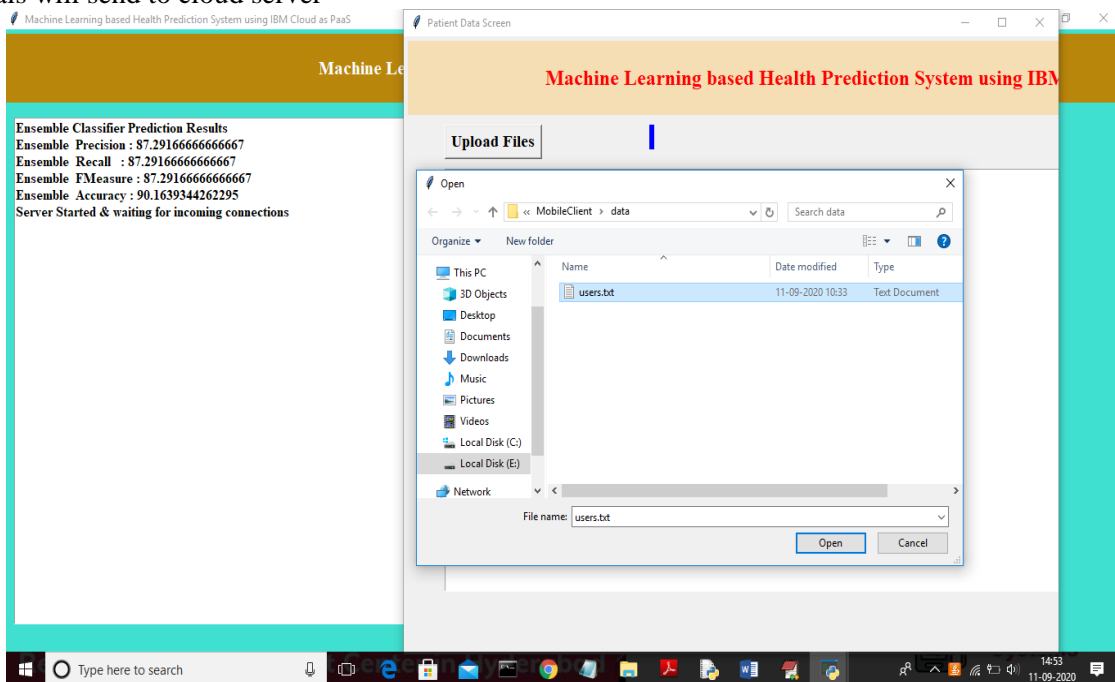 will send to cloud server
Machine Learning based Health Prediction System using IBM Cloud as PaaS
Patient Data Screen
Machine Le
Machine Learning based Health Prediction System using IBM
Ensemble Classifier Prediction Results
Ensemble Precision : 87.29166666666667
Ensemble Recall : 87.29166666666667
Ensemble FMeasure : 87.29166666666667
Ensemble Accuracy : 90.1639344262295
Server Started & waiting for incoming connections
Upload Files
Open
« MobileClient › data
Search data
Organize
New folder
Name
Date modified
Type
This PC
3D Objects
Desktop
Documents
Downloads
Music
Pictures
Videos
Local Disk (C:)
Local Disk (E:)
Network
users.txt
11-09-2020 10:33
Text Document
File name:
users.txt
Open
Cancel
Type here to search
14:53
11-09-2020